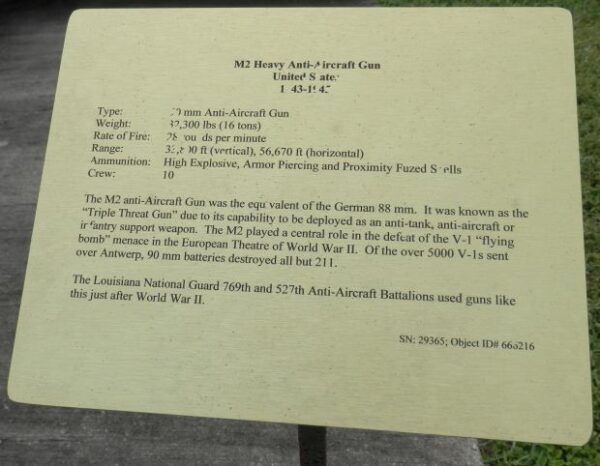 M2 Heavy Anti-Aircraft Gun
United States
Type: mm Anti-Aircraft Gun
Weight: 32,300 lbs (16 tons)
Rate of Fire: 28 rounds per minute
Range: ft (vertical), 56,670 ft (horizontal)
Ammunition: High Explosive, Armor Piercing and Proximity Fuzed Shells
Crew: 10
The M2 anti-Aircraft Gun was the equivalent of the German 88 mm. It was known as the
“Triple Threat Gun” due to its capability to be deployed as an anti-tank, anti-aircraft or
infantry support weapon. The M2 played a central role in the defeat of the V-1 “flying
bomb” menace in the European Theatre of World War II. Of the over 5000 V-1s sent
over Antwerp, 90 mm batteries destroyed all but 211.
The Louisiana National Guard 769th and 527th Anti-Aircraft Battalions used guns like
this just after World War II.
SN: 29365; Object ID#